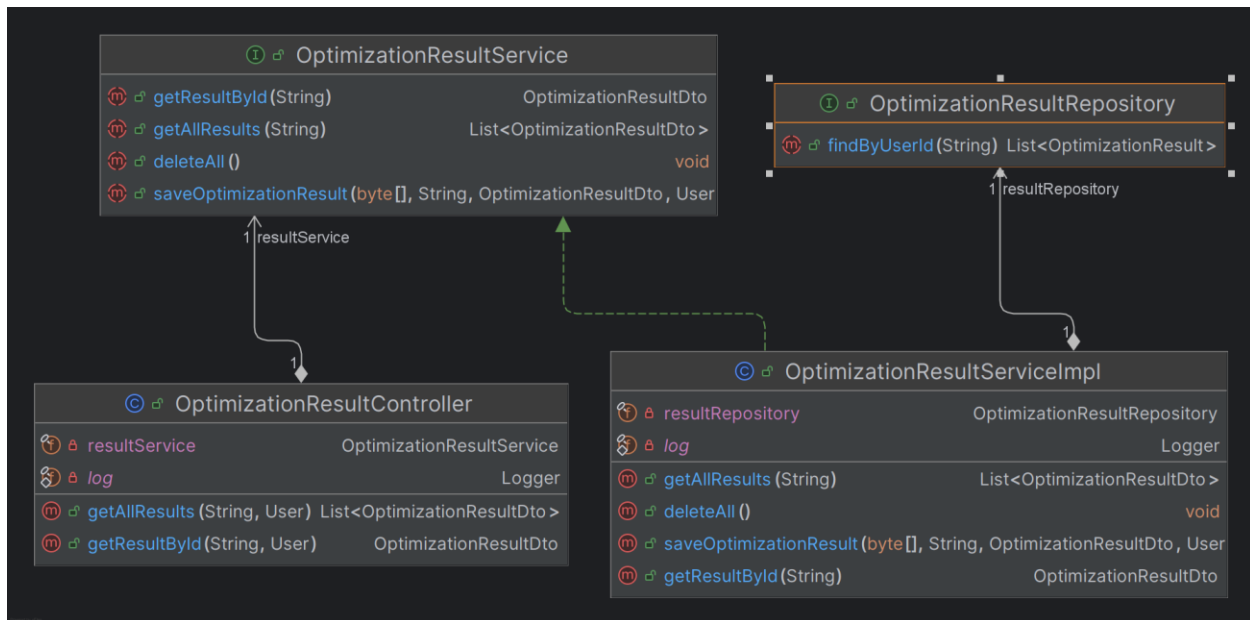 OptimizationResultService
getResultById(String) OptimizationResultDto
getAllResults(String) List<OptimizationResultDto>
deleteAll() void
saveOptimizationResult(byte[], String, OptimizationResultDto, User
OptimizationResultRepository
findByUserId(String) List<OptimizationResult>
1 resultRepository
1 resultService
1
1
OptimizationResultController
resultService OptimizationResultService
log Logger
getAllResults(String, User) List<OptimizationResultDto>
getResultById(String, User) OptimizationResultDto
OptimizationResultServiceImpl
resultRepository OptimizationResultRepository
log Logger
getAllResults(String) List<OptimizationResultDto>
deleteAll() void
saveOptimizationResult(byte[], String, OptimizationResultDto, User
getResultById(String) OptimizationResultDto